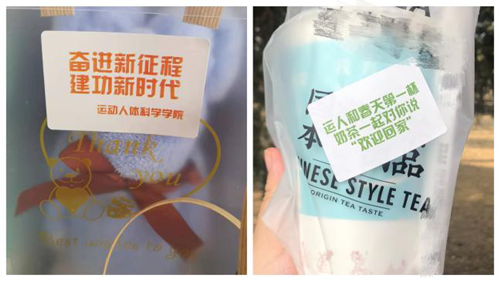 奋进新征程
建功新时代
运动人体科学学院
Thank
you
运人和春天第一杯
奶茶一起对你说
“欢迎回家”
NESE STYLE TEA
ORIGIN TEA TASTE